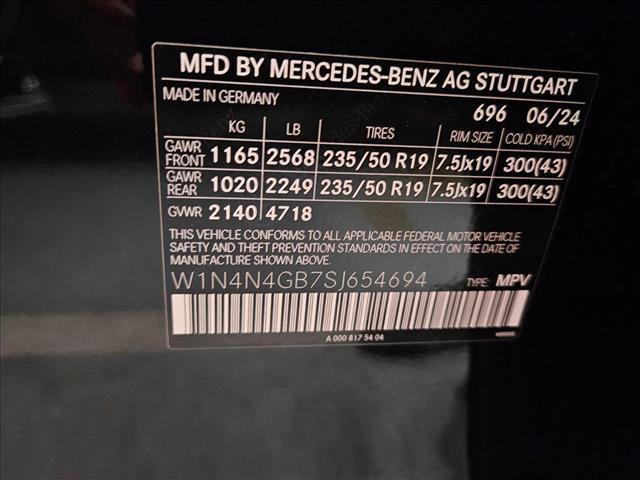 MFD BY MERCEDES-BENZ AG STUTTGART
MADE IN GERMANY 696 06/24
KG LB TIRES RIM SIZE COLD KPA (PSI)
GAWR FRONT 1165 2568 235/50 R19 7.5Jx19 300(43)
GAWR REAR 1020 2249 235/50 R19 7.5Jx19 300(43)
GVWR 2140 4718
THIS VEHICLE CONFORMS TO ALL APPLICABLE FEDERAL MOTOR VEHICLE
SAFETY AND THEFT PREVENTION STANDARDS IN EFFECT ON THE DATE OF
MANUFACTURE SHOWN ABOVE.
W1N4N4GB7SJ654694 TYPE: MPV
A 000 817 54 04